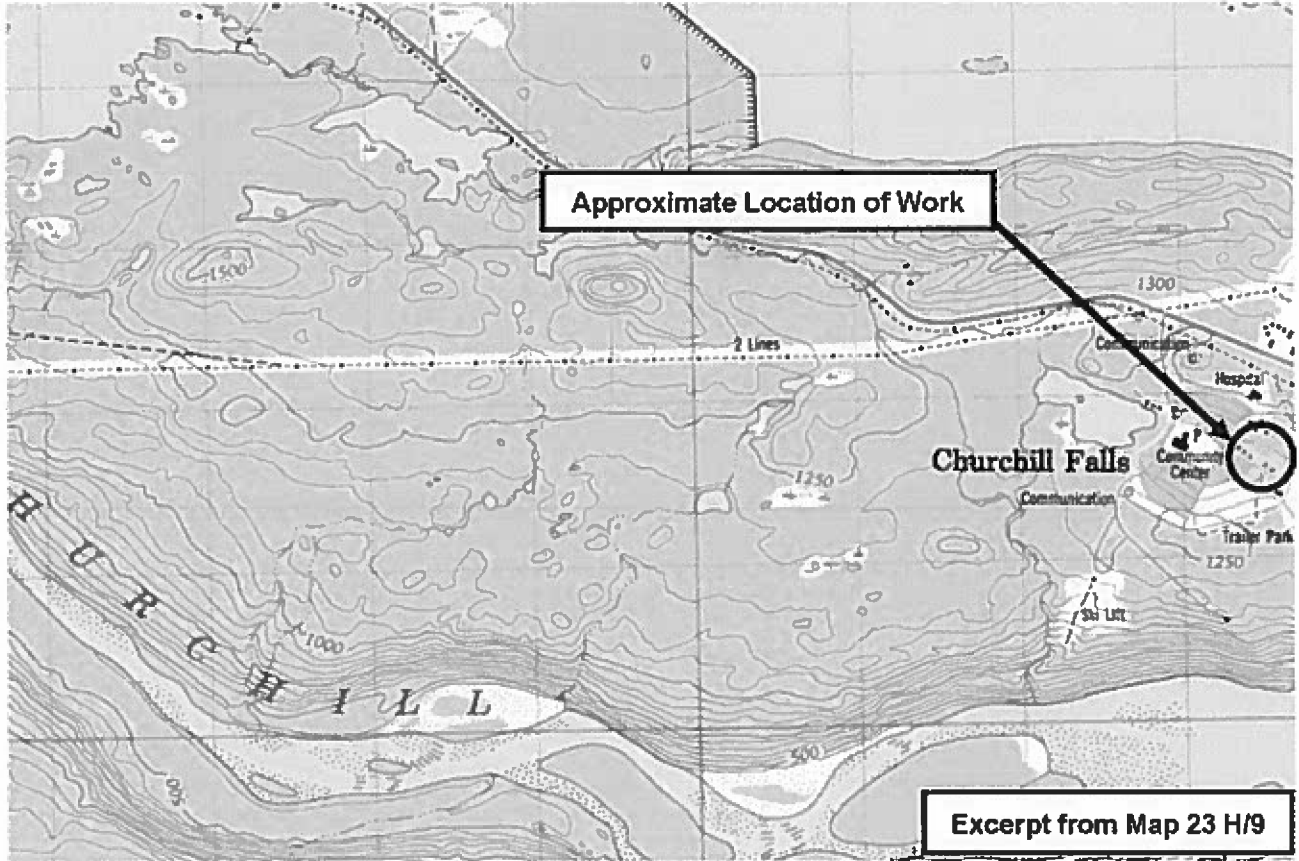 Approximate Location of Work
1500
1300
2 Lines
Communication
Hospital
P
Churchill Falls
Community
Center
Communication
1250
Trailer Park
1250
Ski Lift
HURCHILL
1000
500
500
Excerpt from Map 23 H/9